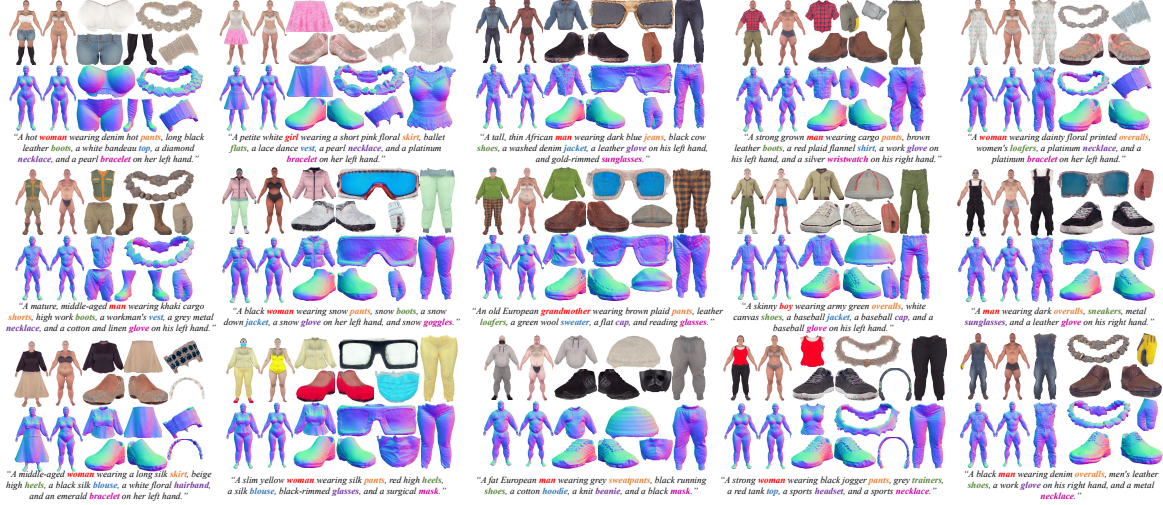 “A hot woman wearing denim hot pants, long black
leather boots, a white bandeau top, a diamond
necklace, and a pearl bracelet on her left hand.”
“A petite white girl wearing a short pink floral skirt, ballet
flats, a lace dance vest, a pearl necklace, and a platinum
bracelet on her left hand.”
“A tall, thin African man wearing dark blue jeans, black cow
shoes, a washed denim jacket, a leather glove on his left hand,
and gold-rimmed sunglasses.”
“A strong grown man wearing cargo pants, brown
leather boots, a red plaid flannel shirt, a work glove on
his left hand, and a silver wristwatch on his right hand.”
“A woman wearing dainty floral printed overalls,
women's loafers, a platinum necklace, and a
platinum bracelet on her left hand.”
“A mature, middle-aged man wearing khaki cargo
shorts, high work boots, a workman's vest, a grey metal
necklace, and a cotton and linen glove on his left hand.”
“A black woman wearing snow pants, snow boots, a snow
down jacket, a snow glove on her left hand, and snow goggles.”
“An old European grandmother wearing brown plaid pants, leather
loafers, a green wool sweater, a flat cap, and reading glasses.”
“A skinny boy wearing army green overalls, white
canvas shoes, a baseball jacket, a baseball cap, and a
baseball glove on his left hand.”
“A man wearing dark overalls, sneakers, metal
sunglasses, and a leather glove on his right hand.”
“A middle-aged woman wearing a long silk skirt, beige
high heels, a black silk blouse, a white floral hairband,
and an emerald bracelet on her left hand.”
“A slim yellow woman wearing silk pants, red high heels,
a silk blouse, black-rimmed glasses, and a surgical mask.”
“A fat European man wearing grey sweatpants, black running
shoes, a cotton hoodie, a knit beanie, and a black mask.”
“A strong woman wearing black jogger pants, grey trainers,
a red tank top, a sports headset, and a sports necklace.”
“A black man wearing denim overalls, men's leather
shoes, a work glove on his right hand, and a metal
necklace.”